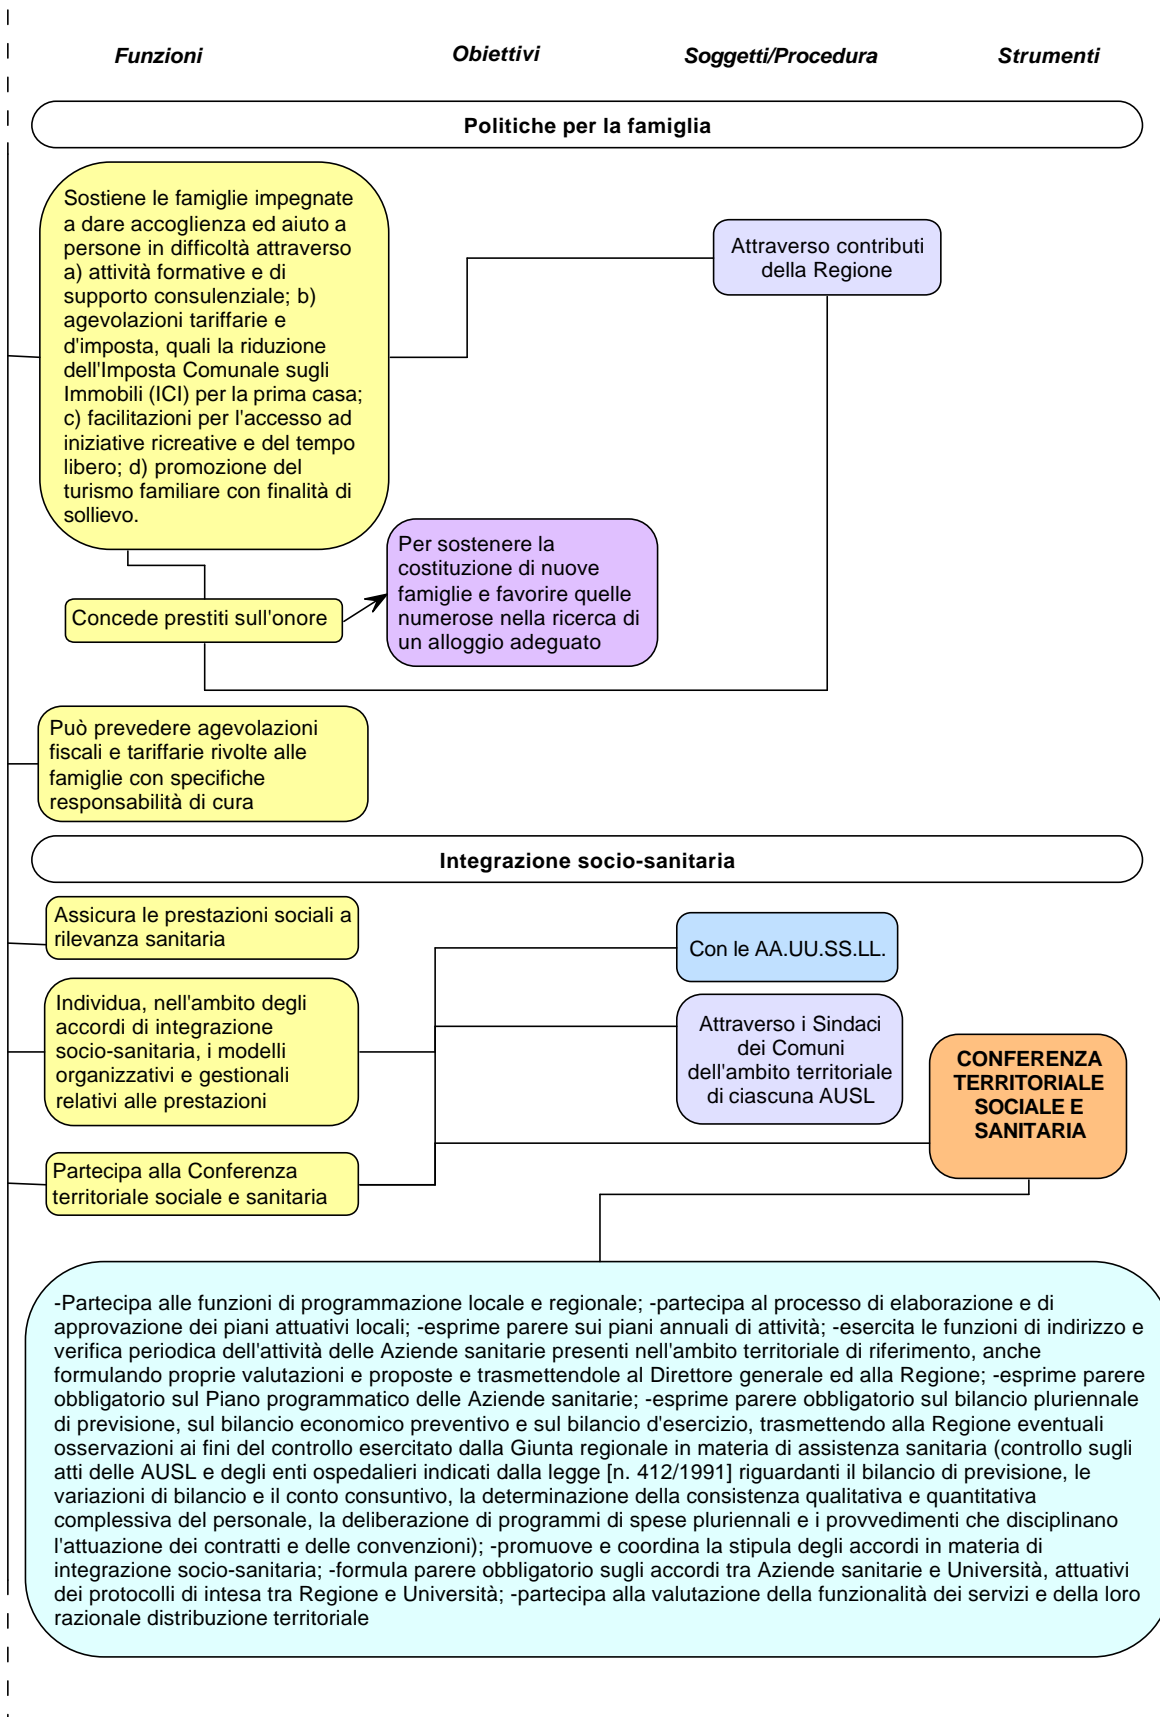 Funzioni
Obiettivi
Soggetti/Procedura
Strumenti
Politiche per la famiglia
Sostiene le famiglie impegnate
a dare accoglienza ed aiuto a
persone in difficoltà attraverso
a) attività formative e di
supporto consulenziale; b)
agevolazioni tariffarie e
d'imposta, quali la riduzione
dell'Imposta Comunale sugli
Immobili (ICI) per la prima casa;
c) facilitazioni per l'accesso ad
iniziative ricreative e del tempo
libero; d) promozione del
turismo familiare con finalità di
sollievo.
Attraverso contributi
della Regione
Concede prestiti sull'onore
Per sostenere la
costituzione di nuove
famiglie e favorire quelle
numerose nella ricerca di
un alloggio adeguato
Può prevedere agevolazioni
fiscali e tariffarie rivolte alle
famiglie con specifiche
responsabilità di cura
Integrazione socio-sanitaria
Assicura le prestazioni sociali a
rilevanza sanitaria
Con le AA.UU.SS.LL.
Individua, nell'ambito degli
accordi di integrazione
socio-sanitaria, i modelli
organizzativi e gestionali
relativi alle prestazioni
Attraverso i Sindaci
dei Comuni
dell'ambito territoriale
di ciascuna AUSL
CONFERENZA
TERRITORIALE
SOCIALE E
SANITARIA
Partecipa alla Conferenza
territoriale sociale e sanitaria
-Partecipa alle funzioni di programmazione locale e regionale; -partecipa al processo di elaborazione e di
approvazione dei piani attuativi locali; -esprime parere sui piani annuali di attività; -esercita le funzioni di indirizzo e
verifica periodica dell'attività delle Aziende sanitarie presenti nell'ambito territoriale di riferimento, anche
formulando proprie valutazioni e proposte e trasmettendole al Direttore generale ed alla Regione; -esprime parere
obbligatorio sul Piano programmatico delle Aziende sanitarie; -esprime parere obbligatorio sul bilancio pluriennale
di previsione, sul bilancio economico preventivo e sul bilancio d'esercizio, trasmettendo alla Regione eventuali
osservazioni ai fini del controllo esercitato dalla Giunta regionale in materia di assistenza sanitaria (controllo sugli
atti delle AUSL e degli enti ospedalieri indicati dalla legge [n. 412/1991] riguardanti il bilancio di previsione, le
variazioni di bilancio e il conto consuntivo, la determinazione della consistenza qualitativa e quantitativa
complessiva del personale, la deliberazione di programmi di spese pluriennali e i provvedimenti che disciplinano
l'attuazione dei contratti e delle convenzioni); -promuove e coordina la stipula degli accordi in materia di
integrazione socio-sanitaria; -formula parere obbligatorio sugli accordi tra Aziende sanitarie e Università, attuativi
dei protocolli di intesa tra Regione e Università; -partecipa alla valutazione della funzionalità dei servizi e della loro
razionale distribuzione territoriale